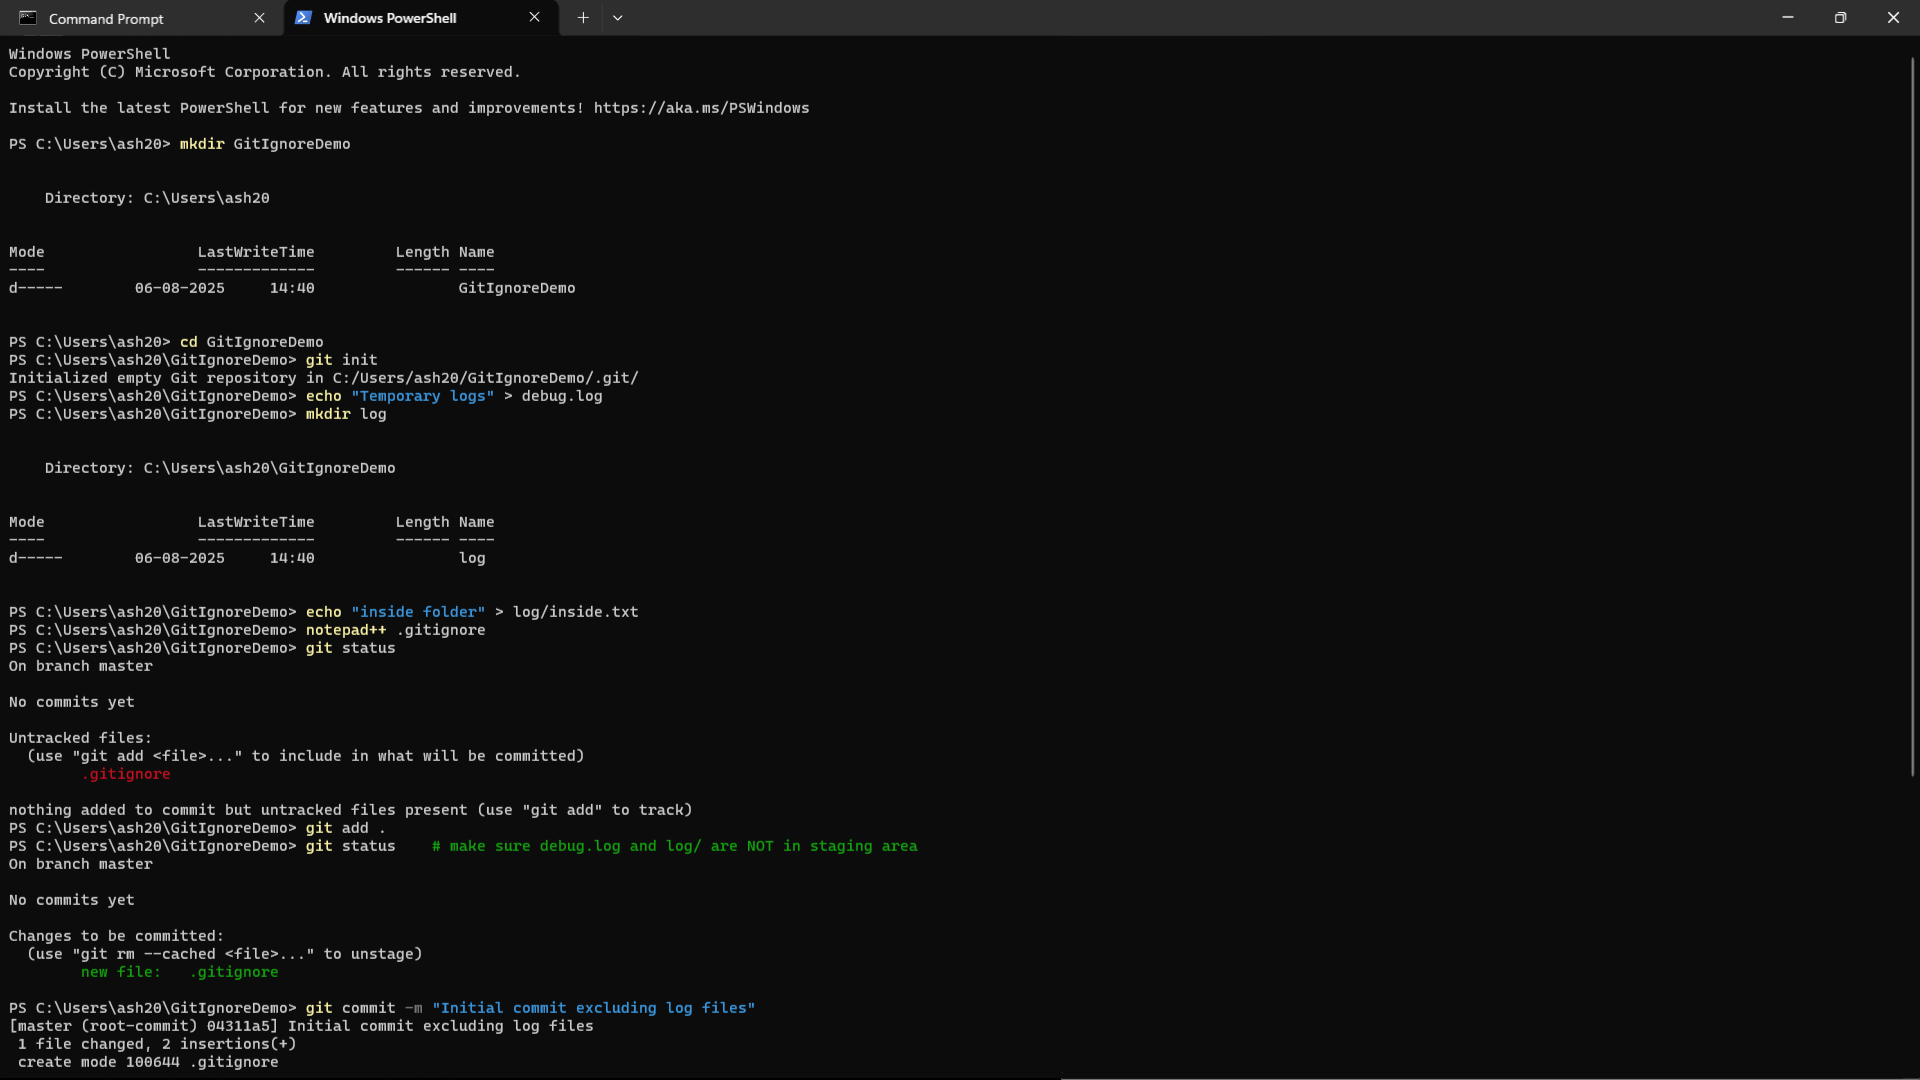 Command Prompt
Windows PowerShell
Windows PowerShell
Copyright (C) Microsoft Corporation. All rights reserved.
Install the latest PowerShell for new features and improvements! https://aka.ms/PSWindows
PS C:\Users\ash20> mkdir GitIgnoreDemo
    Directory: C:\Users\ash20
Mode                 LastWriteTime         Length Name
----                 -------------         ------ ----
d-----        06-08-2025     14:40                GitIgnoreDemo
PS C:\Users\ash20> cd GitIgnoreDemo
PS C:\Users\ash20\GitIgnoreDemo> git init
Initialized empty Git repository in C:/Users/ash20/GitIgnoreDemo/.git/
PS C:\Users\ash20\GitIgnoreDemo> echo "Temporary logs" > debug.log
PS C:\Users\ash20\GitIgnoreDemo> mkdir log
    Directory: C:\Users\ash20\GitIgnoreDemo
Mode                 LastWriteTime         Length Name
----                 -------------         ------ ----
d-----        06-08-2025     14:40                log
PS C:\Users\ash20\GitIgnoreDemo> echo "inside folder" > log/inside.txt
PS C:\Users\ash20\GitIgnoreDemo> notepad++ .gitignore
PS C:\Users\ash20\GitIgnoreDemo> git status
On branch master
No commits yet
Untracked files:
  (use "git add <file>..." to include in what will be committed)
        .gitignore
nothing added to commit but untracked files present (use "git add" to track)
PS C:\Users\ash20\GitIgnoreDemo> git add .
PS C:\Users\ash20\GitIgnoreDemo> git status    # make sure debug.log and log/ are NOT in staging area
On branch master
No commits yet
Changes to be committed:
  (use "git rm --cached <file>..." to unstage)
        new file:   .gitignore
PS C:\Users\ash20\GitIgnoreDemo> git commit -m "Initial commit excluding log files"
[master (root-commit) 04311a5] Initial commit excluding log files
 1 file changed, 2 insertions(+)
 create mode 100644 .gitignore